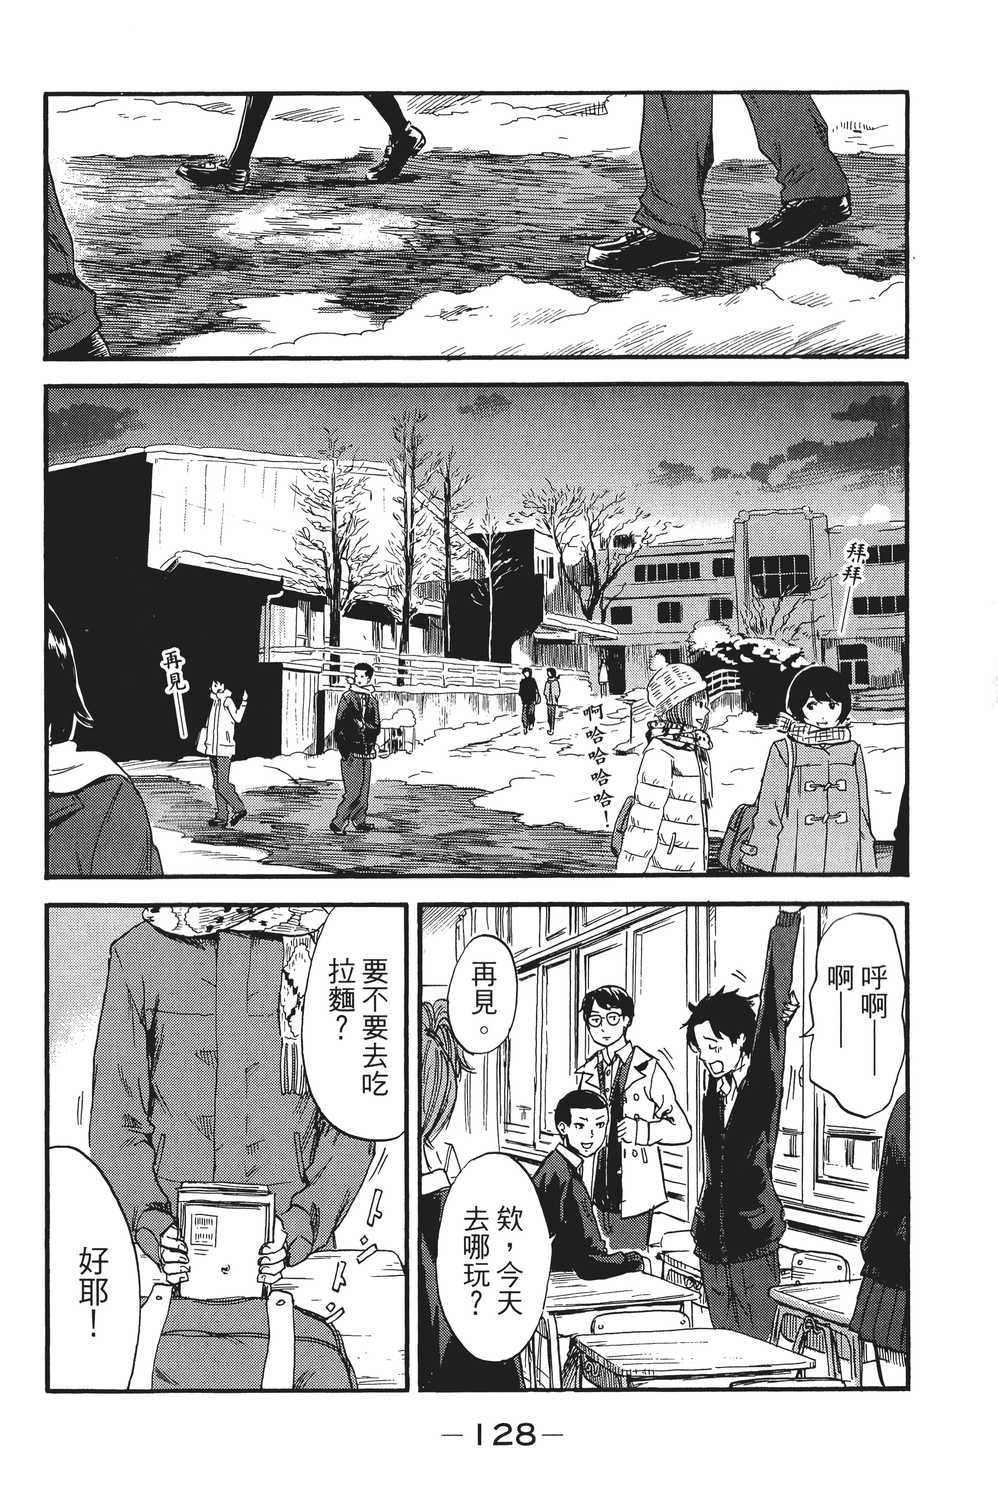 拜拜
啊哈哈哈哈！
再見
呼啊——
啊——
再見。
欸，今天
去哪玩？
要不要去吃
拉麵？
好耶！
—128—